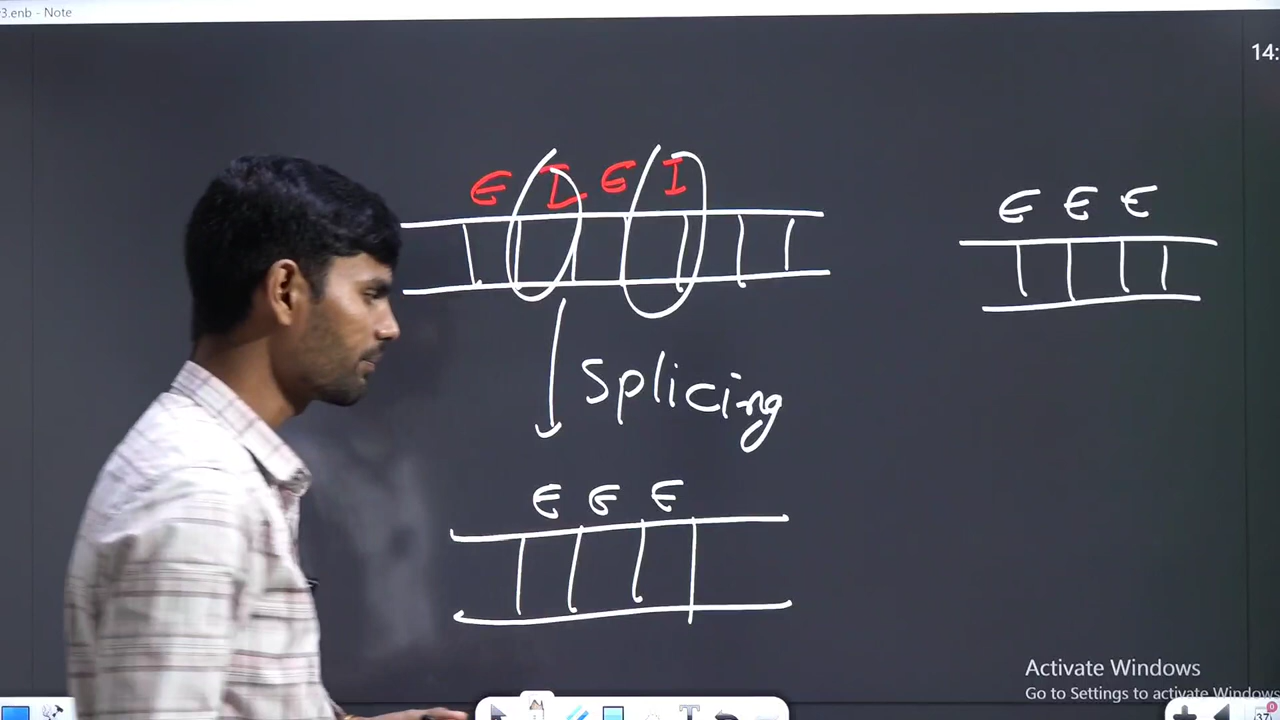 3.enb - Note
14:
E I E I
E E E
Splicing
E E E
Activate Windows
Go to Settings to activate Windows